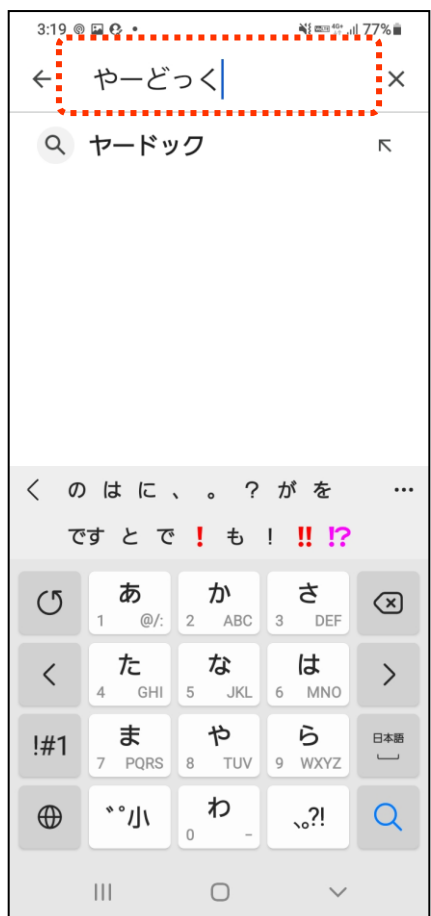 3:19 77%
やーどっく
ヤードック
の は に 、 。 ? が を …
です と で ! も ! !! !?
あ 1 @/: か 2 ABC さ 3 DEF
た 4 GHI な 5 JKL は 6 MNO
!#1 ま 7 PQRS や 8 TUV ら 9 WXYZ 日本語
゛゜小 わ 0 - 、。?!